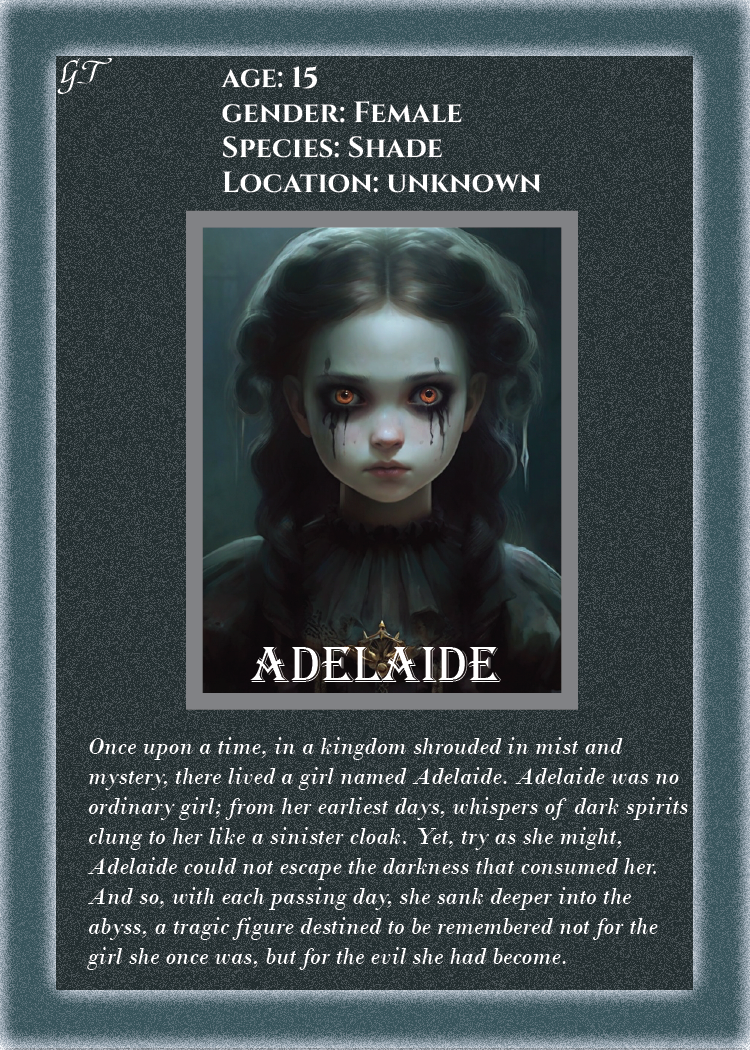 GT
AGE: 15
GENDER: FEMALE
SPECIES: SHADE
LOCATION: UNKNOWN
ADELAIDE
Once upon a time, in a kingdom shrouded in mist and
mystery, there lived a girl named Adelaide. Adelaide was no
ordinary girl; from her earliest days, whispers of dark spirits
clung to her like a sinister cloak. Yet, try as she might,
Adelaide could not escape the darkness that consumed her.
And so, with each passing day, she sank deeper into the
abyss, a tragic figure destined to be remembered not for the
girl she once was, but for the evil she had become.